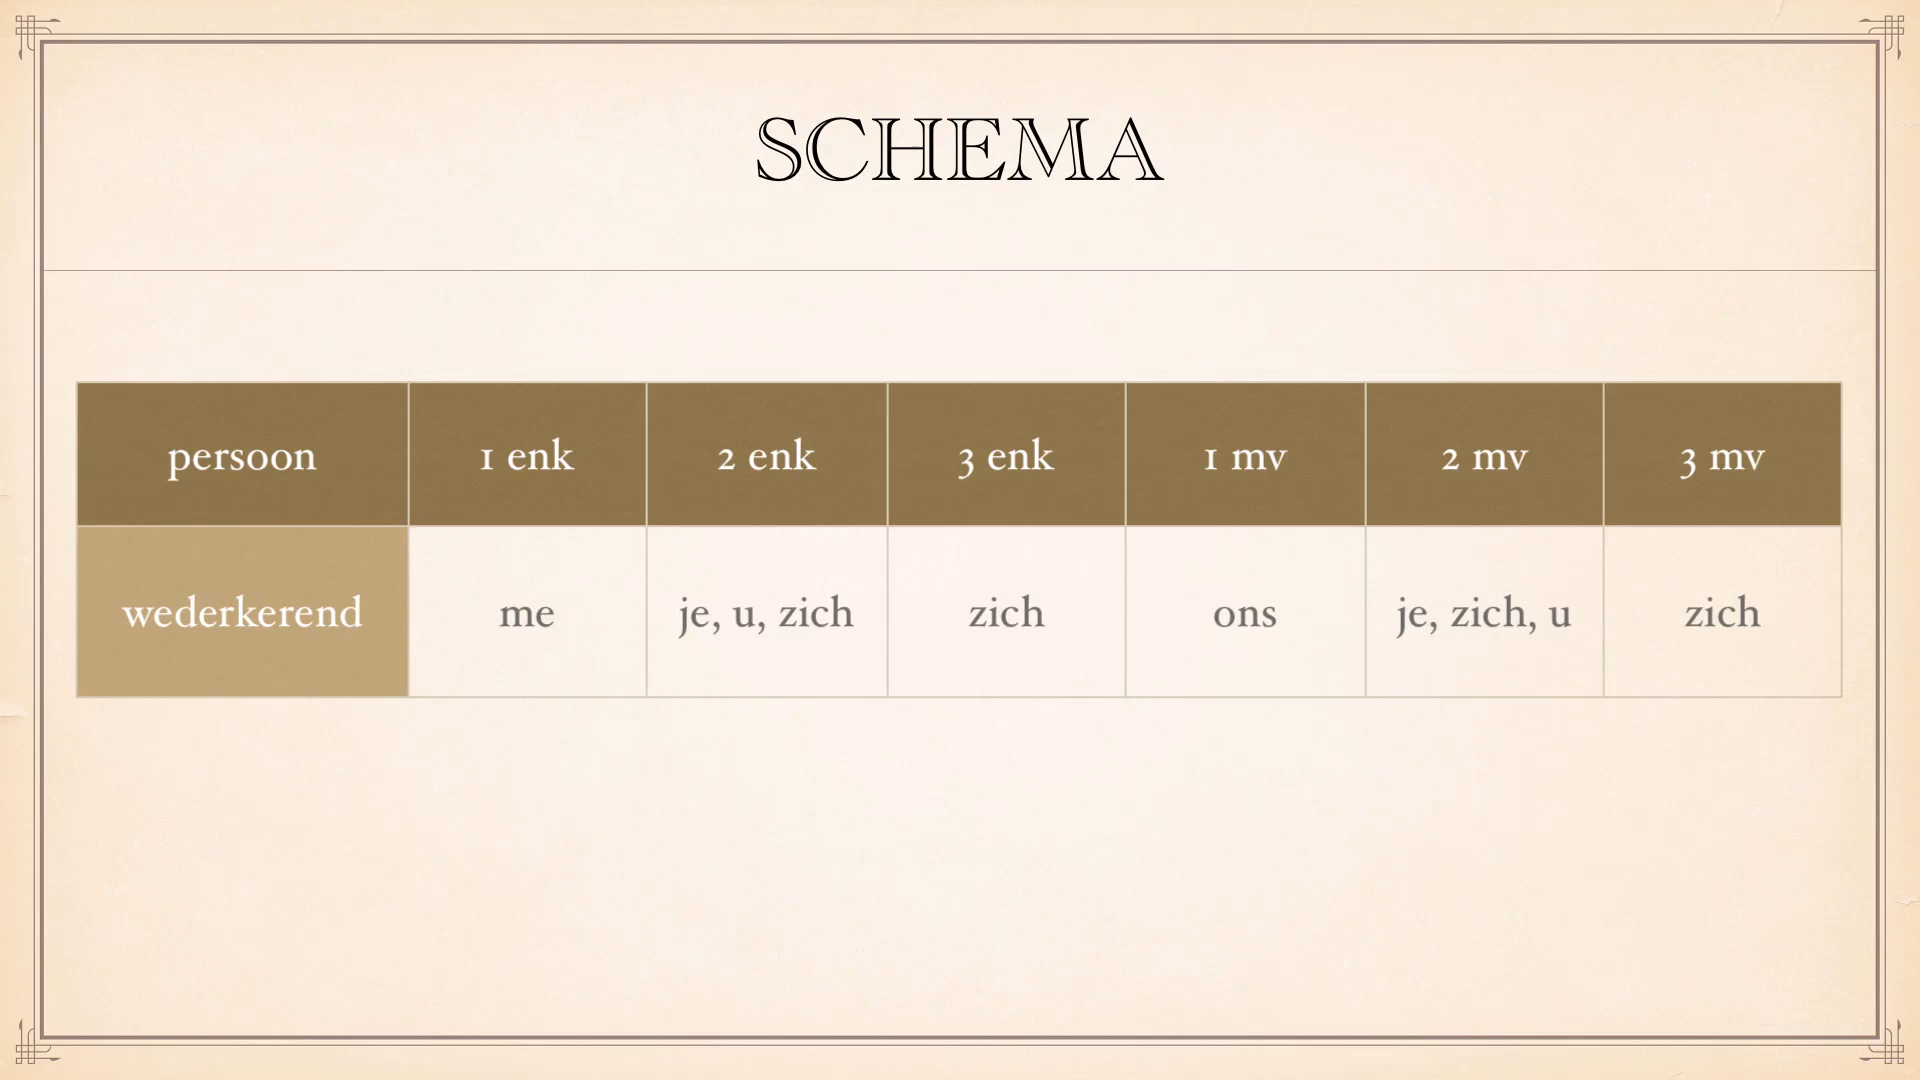 SCHEMA
persoon 1 enk 2 enk 3 enk 1 mv 2 mv 3 mv
wederkerend me je, u, zich zich ons je, zich, u zich